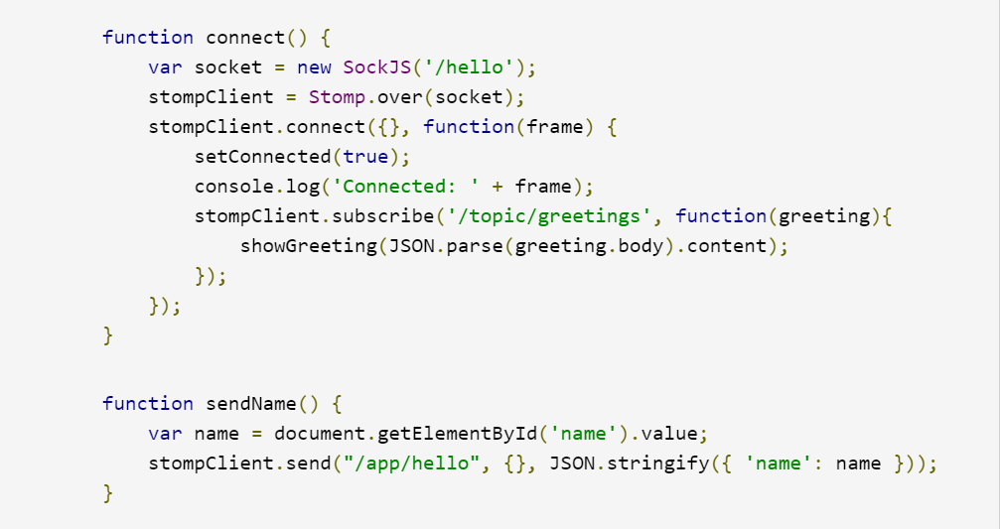 function connect() {
    var socket = new SockJS('/hello');
    stompClient = Stomp.over(socket);
    stompClient.connect({}, function(frame) {
        setConnected(true);
        console.log('Connected: ' + frame);
        stompClient.subscribe('/topic/greetings', function(greeting){
            showGreeting(JSON.parse(greeting.body).content);
        });
    });
}

function sendName() {
    var name = document.getElementById('name').value;
    stompClient.send("/app/hello", {}, JSON.stringify({ 'name': name }));
}